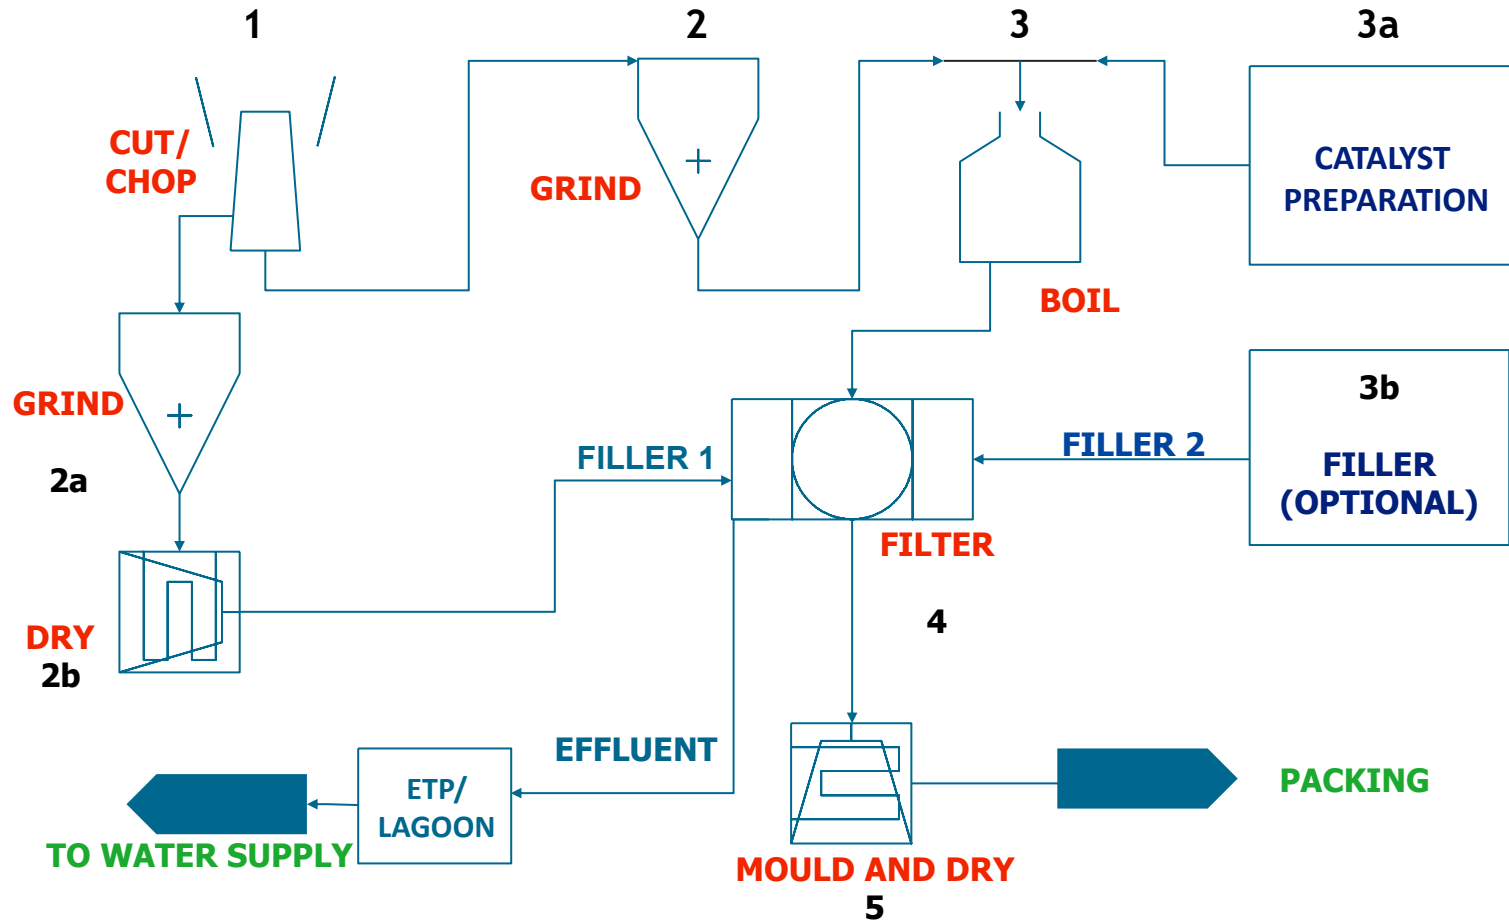 1
2
3
3a
CUT/
CHOP
GRIND
CATALYST
PREPARATION
BOIL
GRIND
2a
3b
FILLER 1
FILLER 2
FILLER
(OPTIONAL)
FILTER
DRY
2b
4
EFFLUENT
ETP/
LAGOON
TO WATER SUPPLY
PACKING
MOULD AND DRY
5